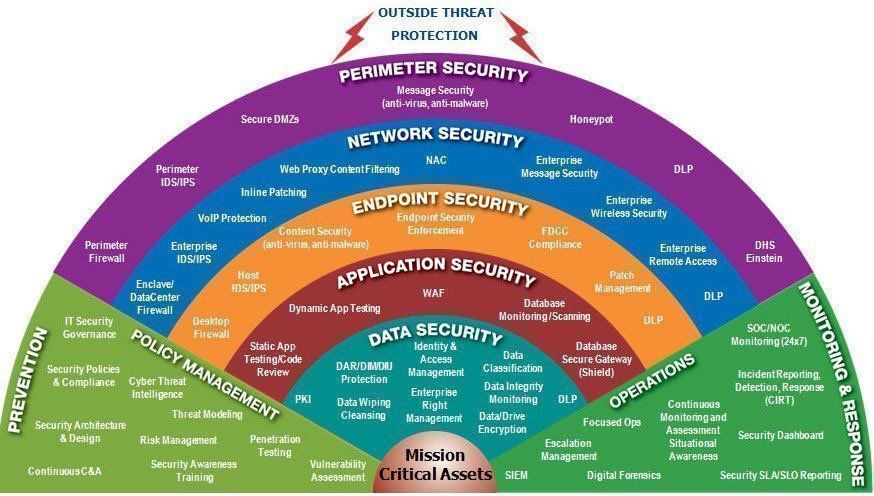 OUTSIDE THREAT
PROTECTION
PERIMETER SECURITY
Message Security
(anti-virus, anti-malware)
Secure DMZs
Honeypot
Perimeter
IDS/IPS
DLP
Perimeter
Firewall
DHS
Einstein
NETWORK SECURITY
NAC
Web Proxy Content Filtering
Enterprise
Message Security
Inline Patching
VoIP Protection
Enterprise
Wireless Security
Enterprise
IDS/IPS
Enterprise
Remote Access
Enclave/
DataCenter
Firewall
DLP
ENDPOINT SECURITY
Endpoint Security
Enforcement
Content Security
(anti-virus, anti-malware)
FDCC
Compliance
Host
IDS/IPS
Patch
Management
Desktop
Firewall
DLP
APPLICATION SECURITY
WAF
Dynamic App Testing
Database
Monitoring/Scanning
Static App
Testing/Code
Review
Database
Secure Gateway
(Shield)
DATA SECURITY
Identity &
Access
Management
Data
Classification
DAR/DIM/DIU
Protection
Data Integrity
Monitoring
PKI
Data Wiping
Cleansing
Enterprise
Right
Management
DLP
Data/Drive
Encryption
Mission
Critical Assets
PREVENTION
POLICY MANAGEMENT
IT Security
Governance
Security Policies
& Compliance
Cyber Threat
Intelligence
Threat Modeling
Security Architecture
& Design
Risk Management
Penetration
Testing
Continuous C&A
Security Awareness
Training
Vulnerability
Assessment
MONITORING & RESPONSE
OPERATIONS
SOC/NOC
Monitoring (24x7)
Incident Reporting,
Detection, Response
(CIRT)
Focused Ops
Continuous
Monitoring and
Assessment
Situational
Awareness
Security Dashboard
Escalation
Management
SIEM
Digital Forensics
Security SLA/SLO Reporting